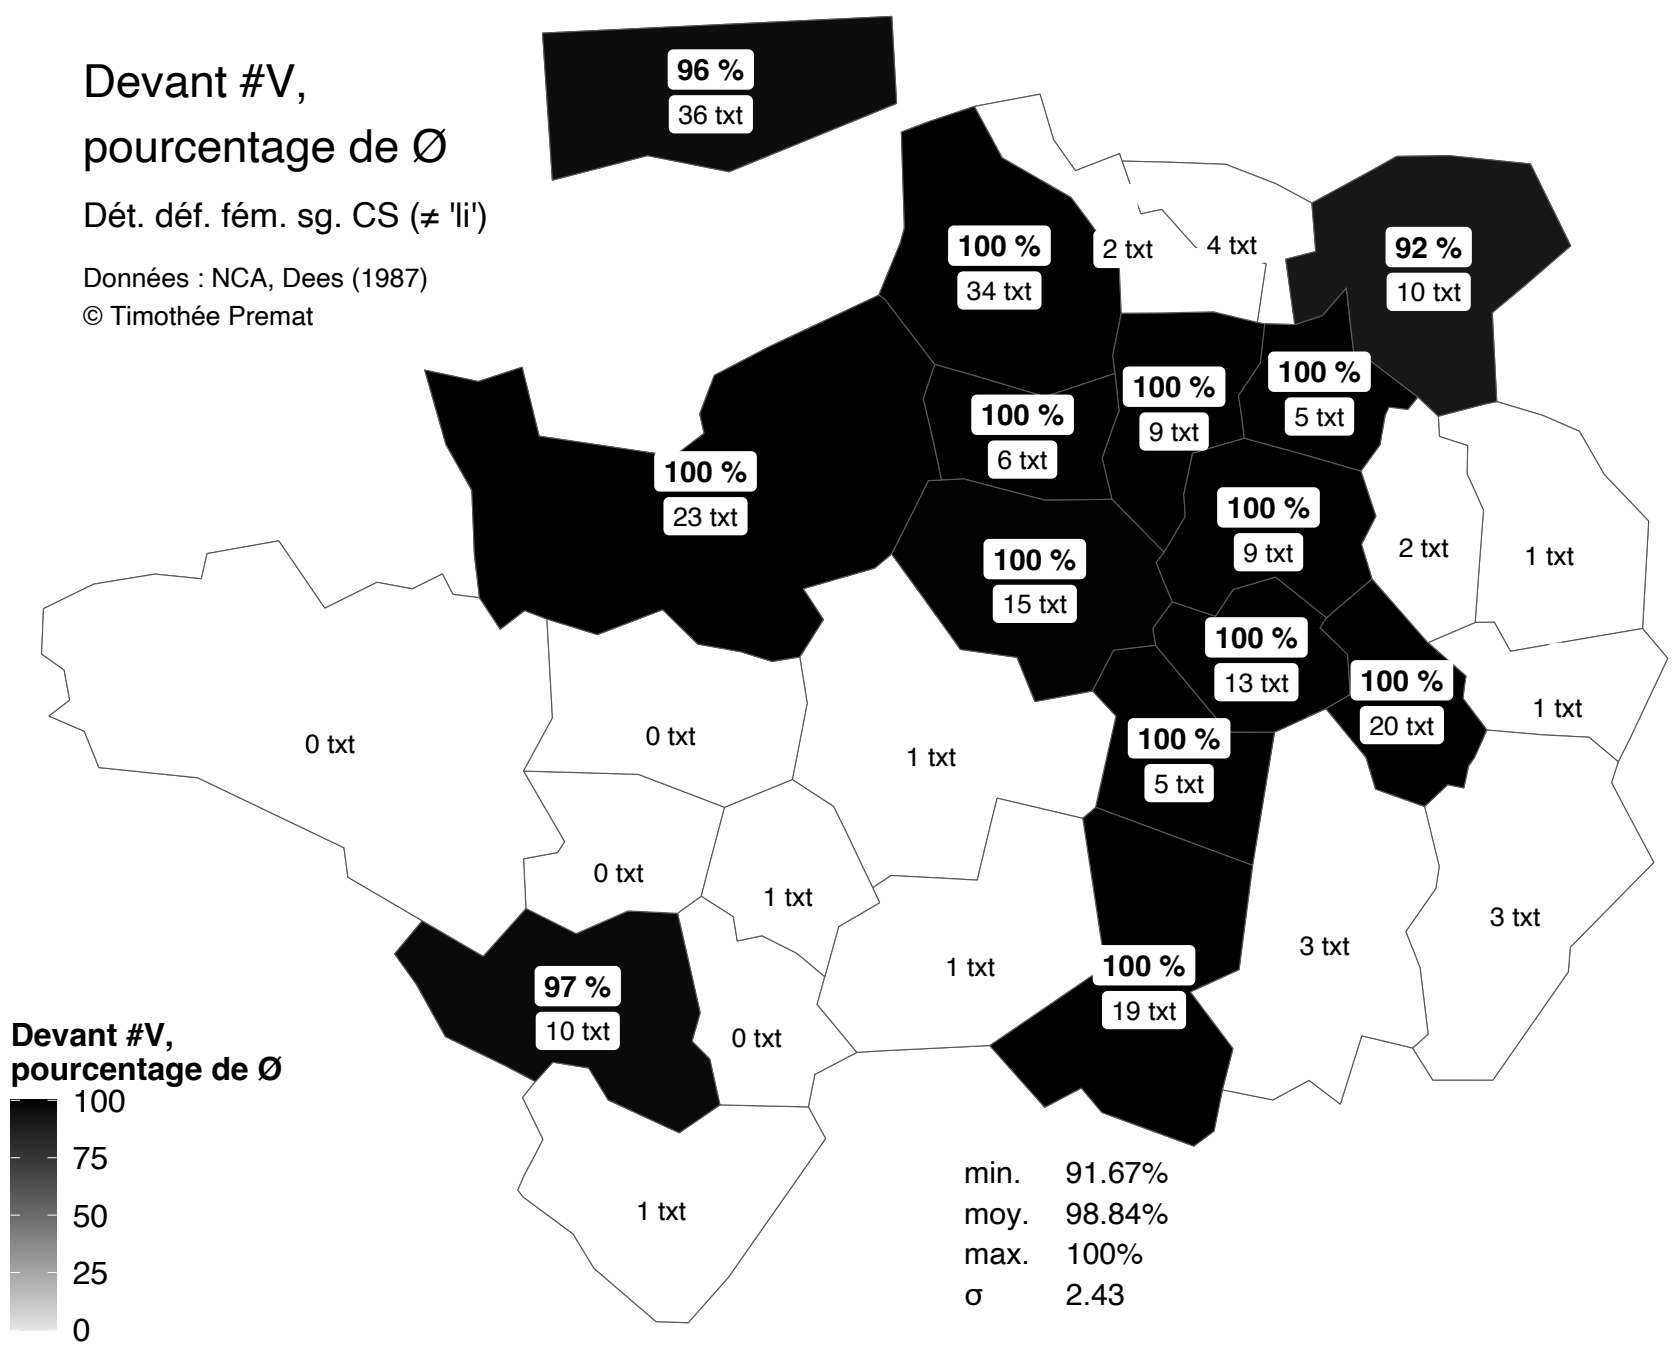 Devant #V,
pourcentage de Ø
Dét. déf. fém. sg. CS (≠ 'li')
Données : NCA, Dees (1987)
© Timothée Premat
96 %
36 txt
100 %
34 txt
2 txt
4 txt
92 %
10 txt
100 %
5 txt
100 %
9 txt
100 %
6 txt
100 %
23 txt
100 %
9 txt
2 txt
1 txt
100 %
15 txt
100 %
13 txt
100 %
20 txt
1 txt
0 txt
0 txt
1 txt
100 %
5 txt
0 txt
1 txt
3 txt
3 txt
1 txt
100 %
19 txt
97 %
10 txt
0 txt
1 txt
Devant #V,
pourcentage de Ø
100
75
50
25
0
min. 91.67%
moy. 98.84%
max. 100%
σ 2.43